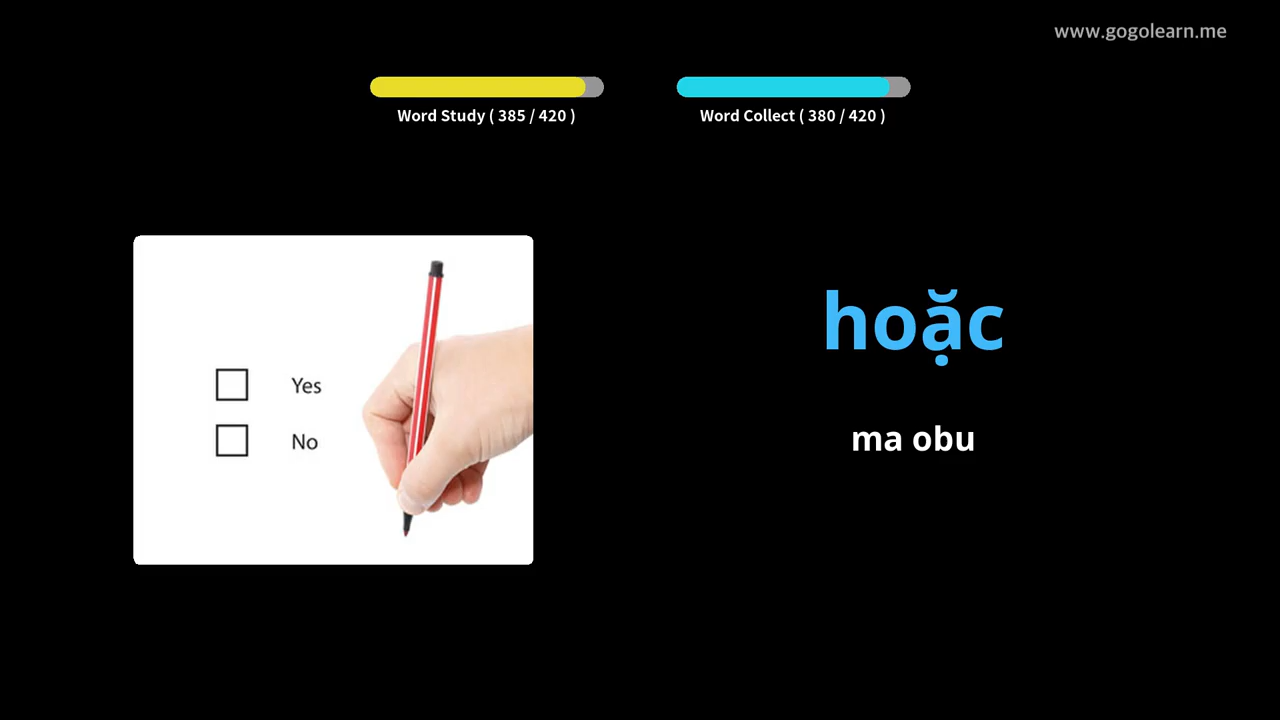 www.gogolearn.me
Word Study ( 385 / 420 )
Word Collect ( 380 / 420 )
Yes
No
hoặc
ma obu